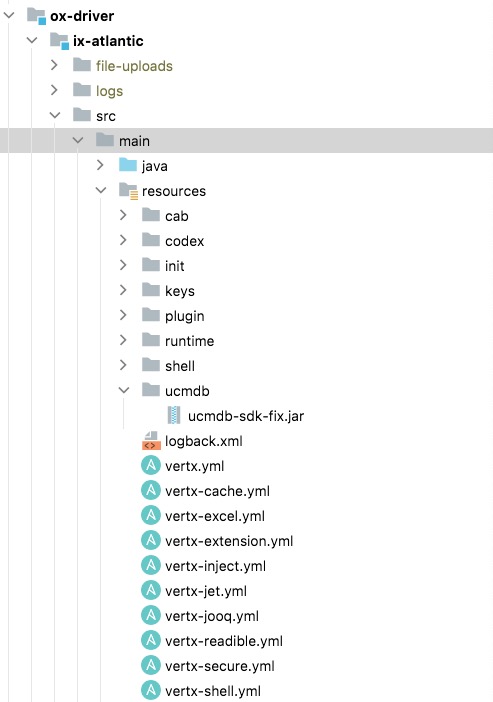 ox-driver
ix-atlantic
file-uploads
logs
src
main
java
resources
cab
codex
init
keys
plugin
runtime
shell
ucmdb
ucmdb-sdk-fix.jar
logback.xml
vertx.yml
vertx-cache.yml
vertx-excel.yml
vertx-extension.yml
vertx-inject.yml
vertx-jet.yml
vertx-jooq.yml
vertx-readible.yml
vertx-secure.yml
vertx-shell.yml